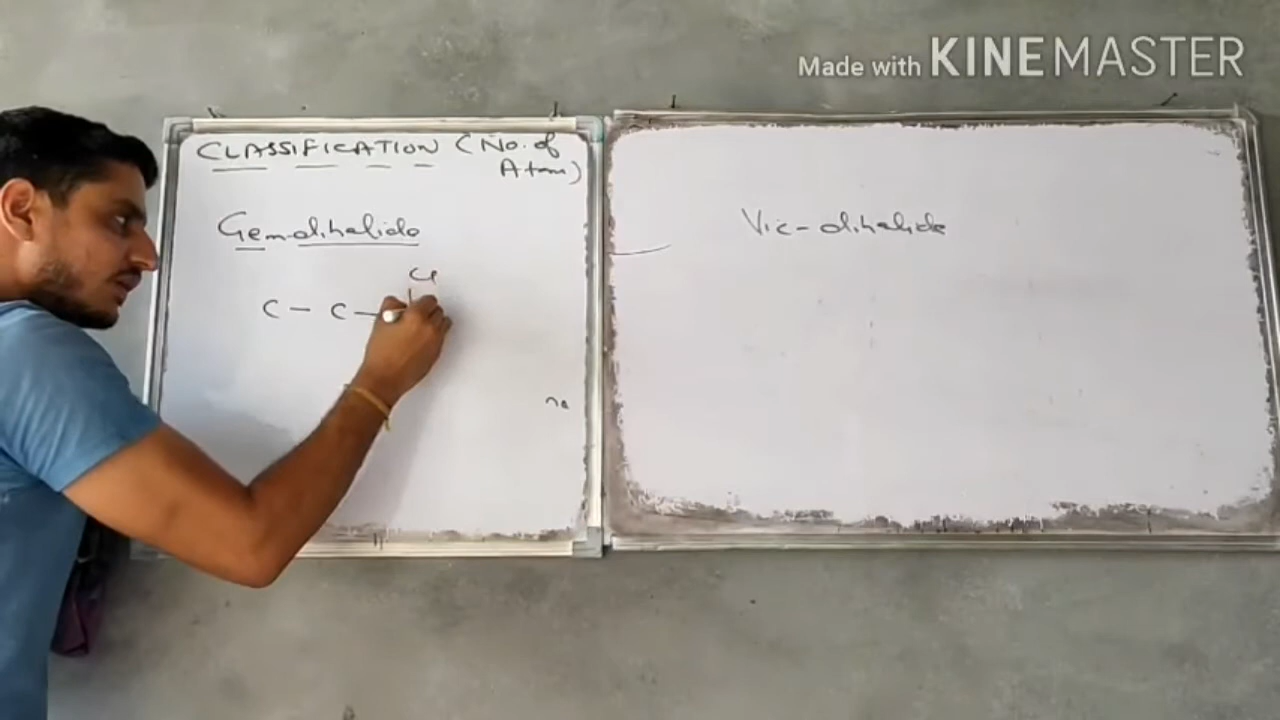 Made with KINEMASTER
CLASSIFICATION (No. of
Atom)
Gem-dihalide
Cl
C - C -
Vic-dihalide